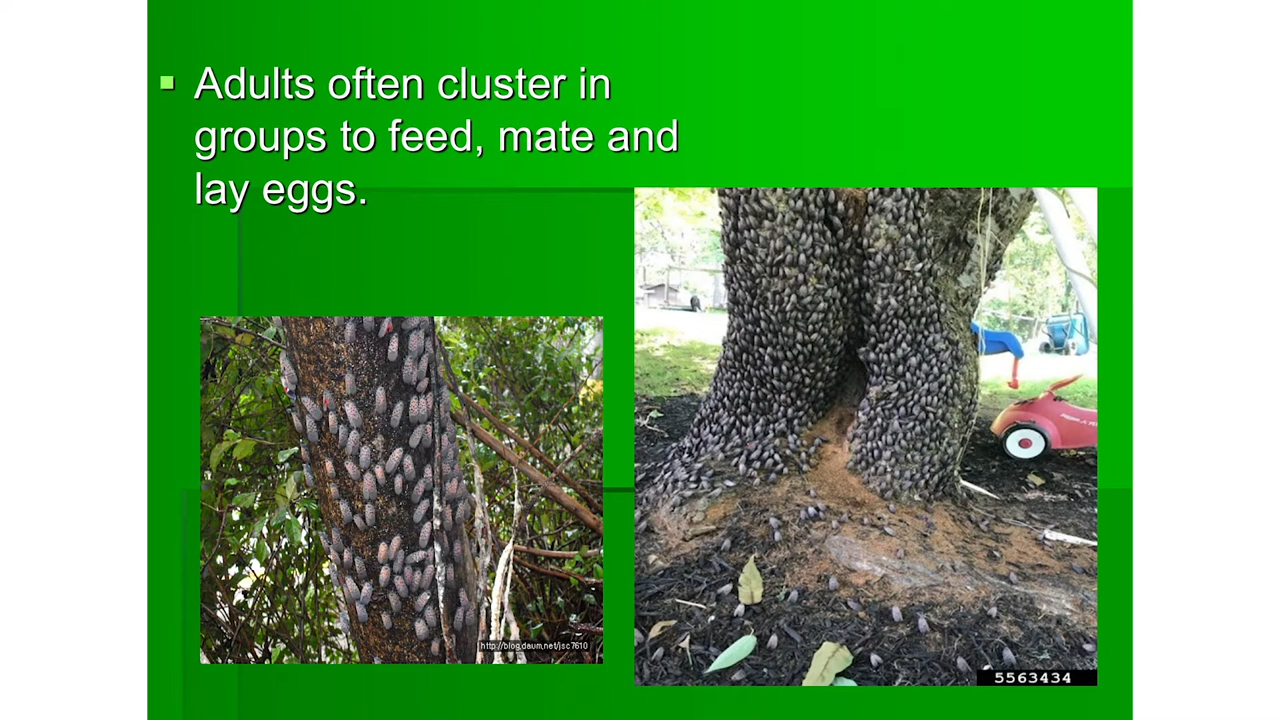 Adults often cluster in
groups to feed, mate and
lay eggs.
http://blog.daum.net/jsc7610
5563434